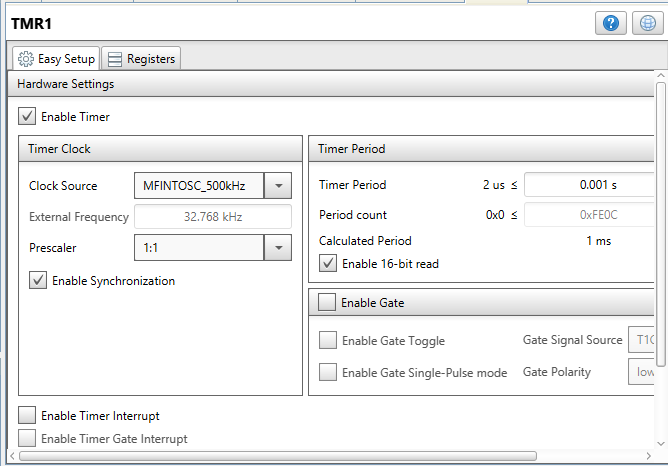 TMR1
Easy Setup
Registers
Hardware Settings
Enable Timer
Timer Clock
Clock Source MFINTOSC_500kHz
External Frequency 32.768 kHz
Prescaler 1:1
Enable Synchronization
Timer Period
Timer Period 2 us ≤ 0.001 s
Period count 0x0 ≤ 0xFE0C
Calculated Period 1 ms
Enable 16-bit read
Enable Gate
Enable Gate Toggle Gate Signal Source
Enable Gate Single-Pulse mode Gate Polarity low
Enable Timer Interrupt
Enable Timer Gate Interrupt